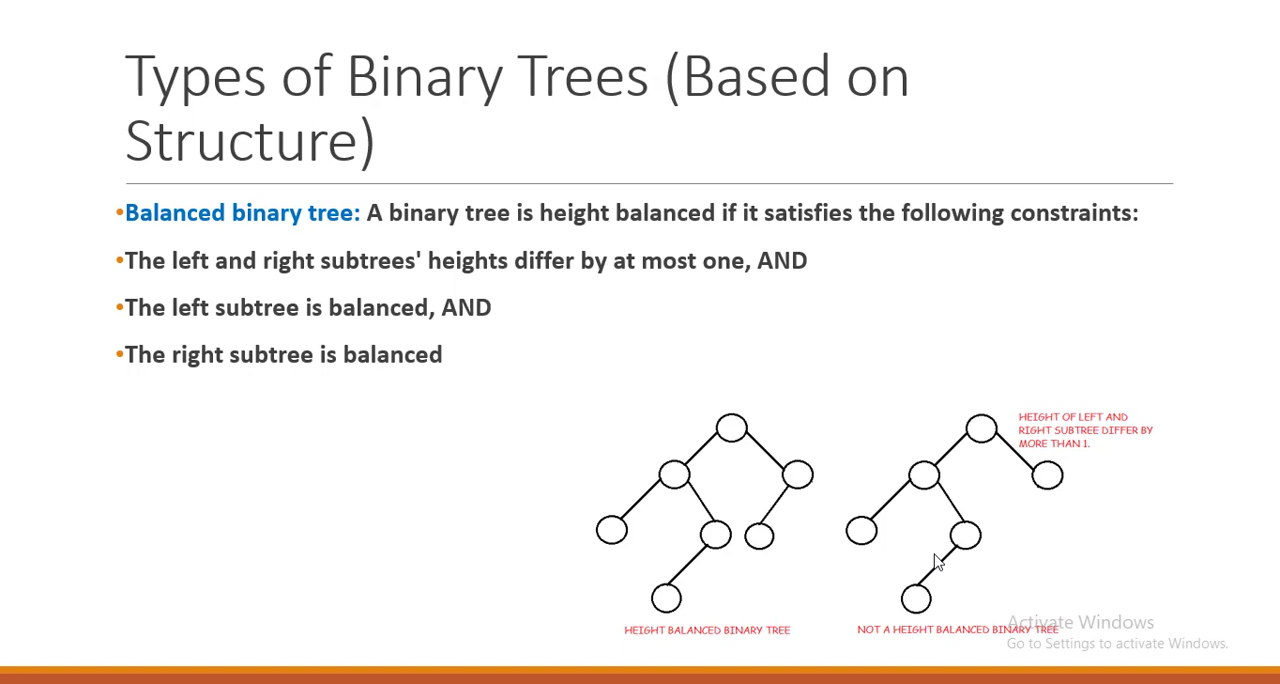 Types of Binary Trees (Based on
Structure)
•Balanced binary tree: A binary tree is height balanced if it satisfies the following constraints:
•The left and right subtrees' heights differ by at most one, AND
•The left subtree is balanced, AND
•The right subtree is balanced
HEIGHT OF LEFT AND
RIGHT SUBTREE DIFFER BY
MORE THAN 1.
HEIGHT BALANCED BINARY TREE
NOT A HEIGHT BALANCED BINARY TREE
Activate Windows
Go to Settings to activate Windows.